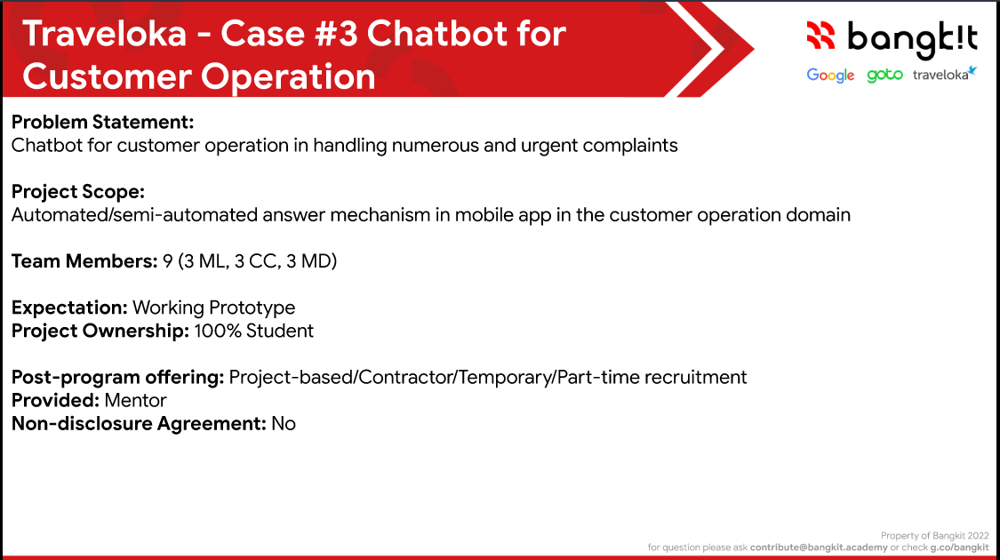 Traveloka - Case #3 Chatbot for
Customer Operation
bangk!t
Google goto traveloka
Problem Statement:
Chatbot for customer operation in handling numerous and urgent complaints
Project Scope:
Automated/semi-automated answer mechanism in mobile app in the customer operation domain
Team Members: 9 (3 ML, 3 CC, 3 MD)
Expectation: Working Prototype
Project Ownership: 100% Student
Post-program offering: Project-based/Contractor/Temporary/Part-time recruitment
Provided: Mentor
Non-disclosure Agreement: No
Property of Bangkit 2022
for question please ask contribute@bangkit.academy or check g.co/bangkit